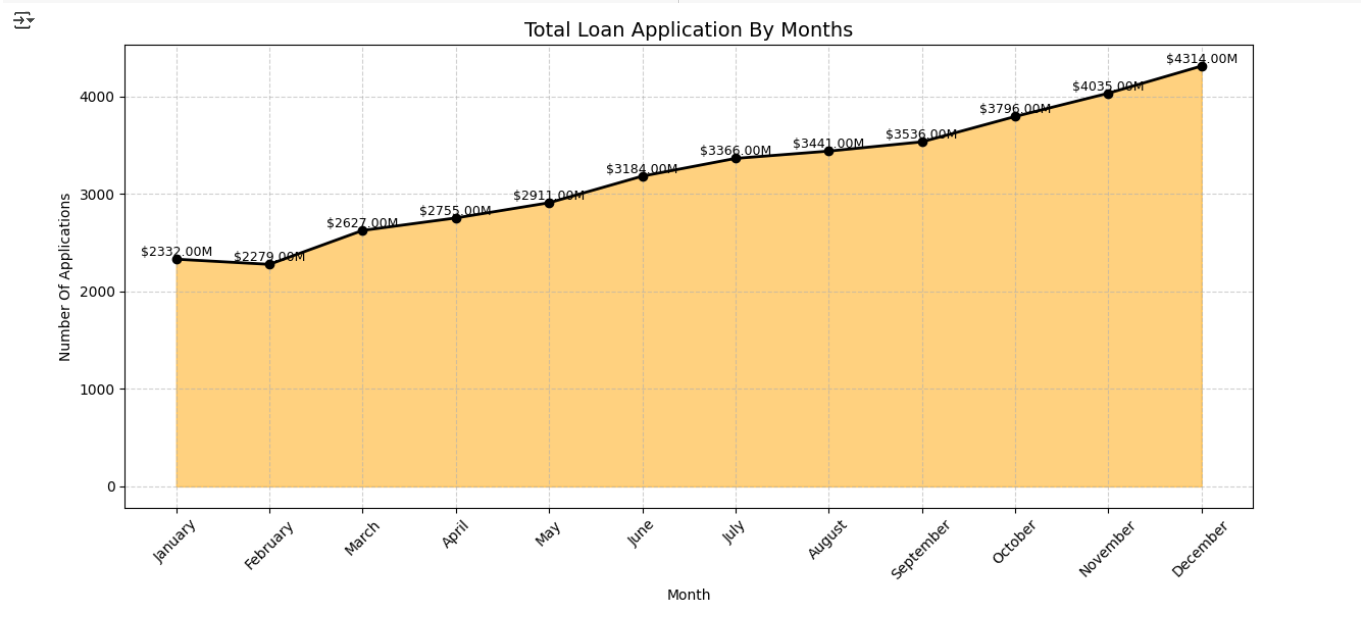 Total Loan Application By Months
Number Of Applications
4000
3000
2000
1000
0
$2332.00M
$2279.00M
$2627.00M
$2755.00M
$2911.00M
$3184.00M
$3366.00M
$3441.00M
$3536.00M
$3796.00M
$4035.00M
$4314.00M
January
February
March
April
May
June
July
August
September
October
November
December
Month